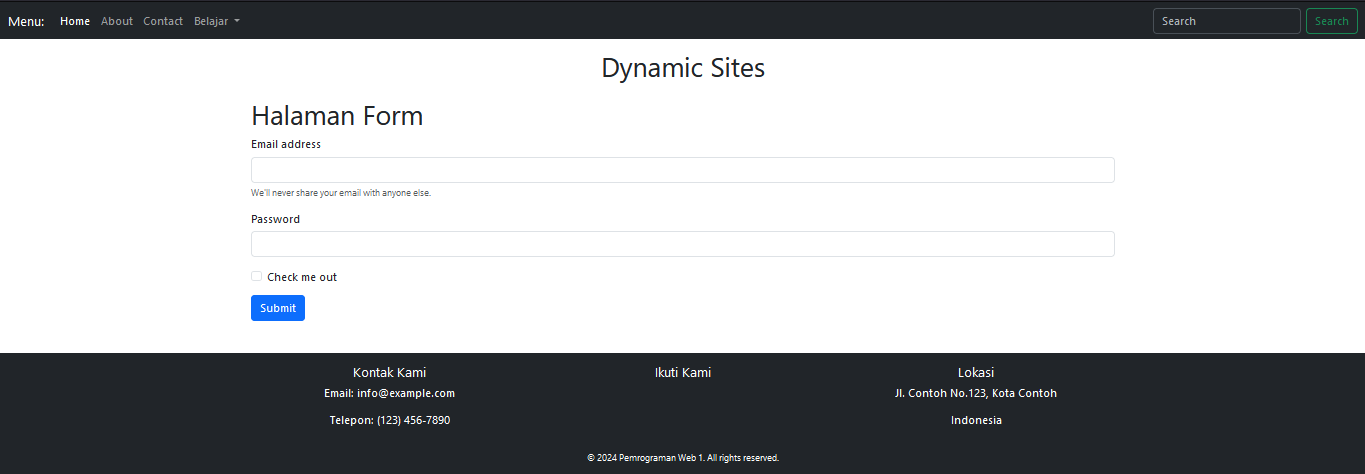 Menu: Home About Contact Belajar Search Search
Dynamic Sites
Halaman Form
Email address
We'll never share your email with anyone else.
Password
Check me out
Submit
Kontak Kami Ikuti Kami Lokasi
Email: info@example.com Jl. Contoh No.123, Kota Contoh
Telepon: (123) 456-7890 Indonesia
© 2024 Pemrograman Web 1. All rights reserved.